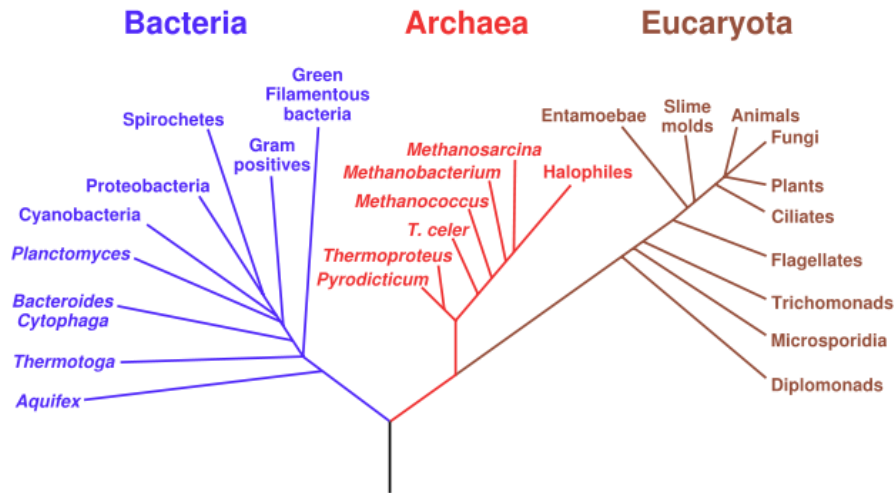 Bacteria
Archaea
Eucaryota
Green
Filamentous
bacteria
Spirochetes
Gram
positives
Proteobacteria
Cyanobacteria
Planctomyces
Bacteroides
Cytophaga
Thermotoga
Aquifex
Methanosarcina
Methanobacterium
Halophiles
Methanococcus
T. celer
Thermoproteus
Pyrodicticum
Entamoebae
Slime
molds
Animals
Fungi
Plants
Ciliates
Flagellates
Trichomonads
Microsporidia
Diplomonads